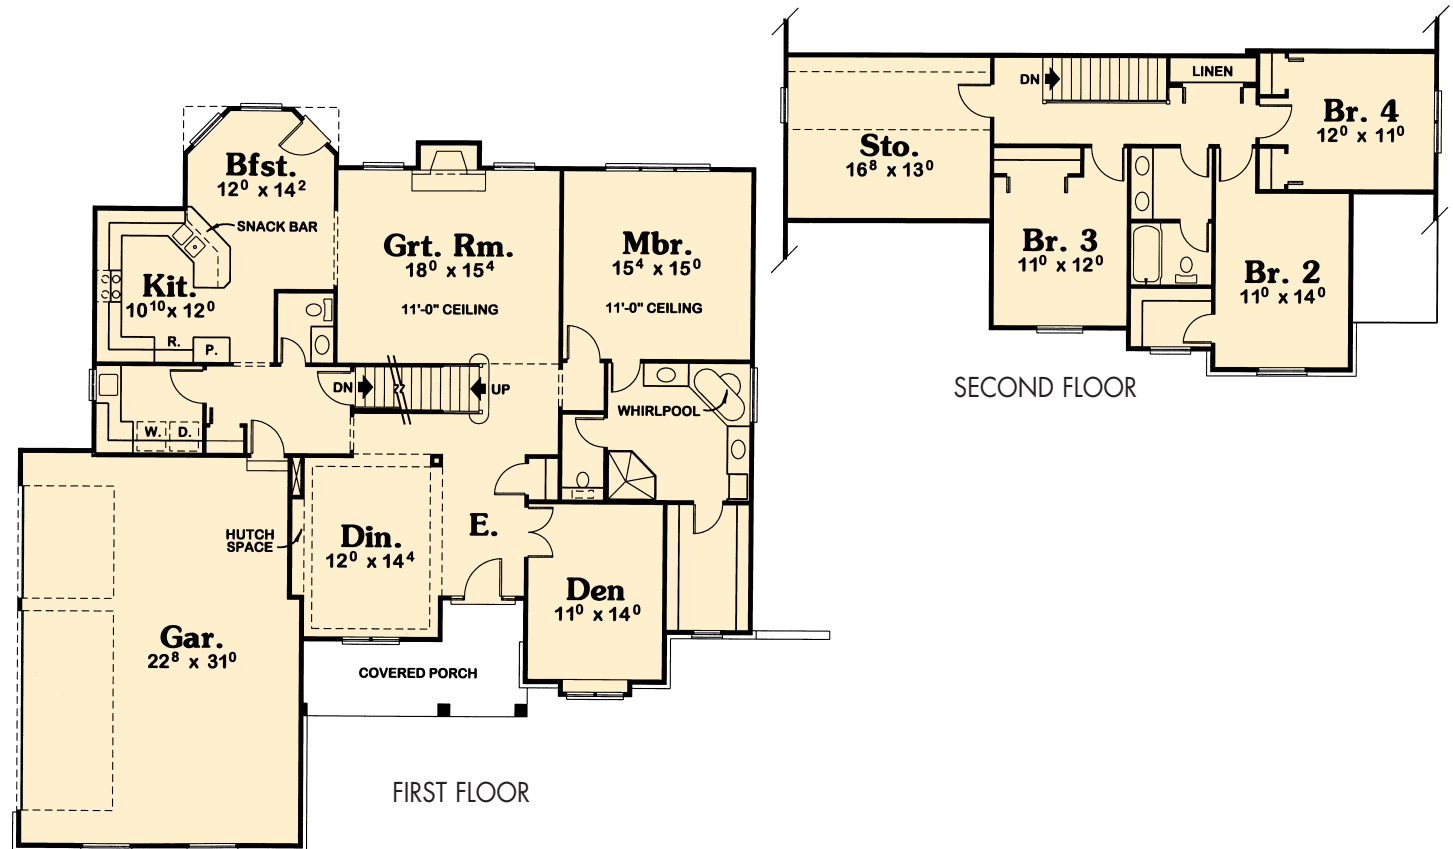 Bfst.
12⁰ x 14²
SNACK BAR
Kit.
10¹⁰ x 12⁰
R.
P.
Grt. Rm.
18⁰ x 15⁴
11'-0" CEILING
Mbr.
15⁴ x 15⁰
11'-0" CEILING
DN
UP
WHIRLPOOL
W.
D.
HUTCH
SPACE
Din.
12⁰ x 14⁴
E.
Den
11⁰ x 14⁰
Gar.
22⁸ x 31⁰
COVERED PORCH
FIRST FLOOR
DN
LINEN
Br. 4
12⁰ x 11⁰
Sto.
16⁸ x 13⁰
Br. 3
11⁰ x 12⁰
Br. 2
11⁰ x 14⁰
SECOND FLOOR